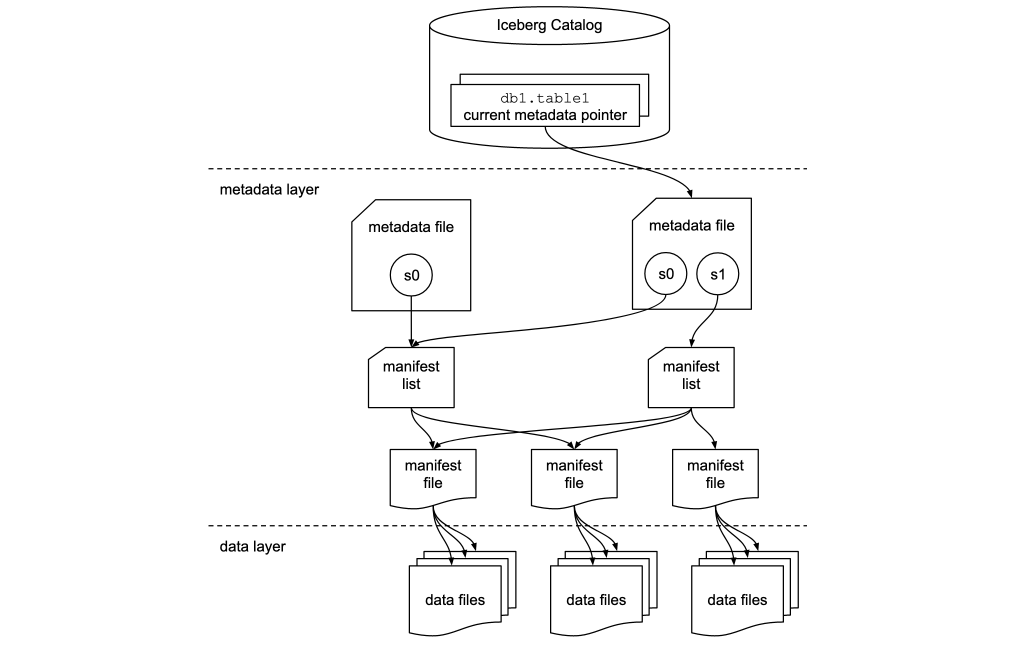 Iceberg Catalog
db1.table1
current metadata pointer
metadata layer
metadata file
s0
metadata file
s0
s1
manifest
list
manifest
list
manifest
file
manifest
file
manifest
file
data layer
data files
data files
data files